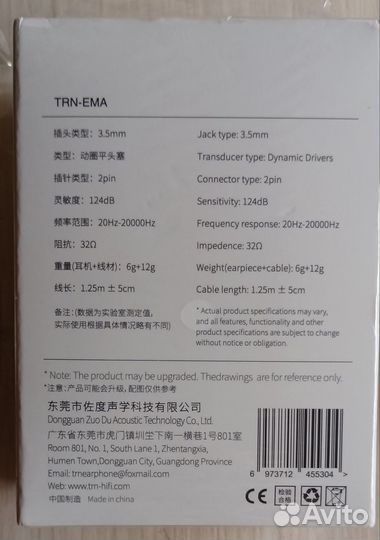 TRN-EMA
插头类型：3.5mm
Jack type: 3.5mm
类型：动圈平头塞
Transducer type: Dynamic Drivers
插针类型：2pin
Connector type: 2pin
灵敏度：124dB
Sensitivity: 124dB
频率范围：20Hz-20000Hz
Frequency response: 20Hz-20000Hz
阻抗：32Ω
Impedence: 32Ω
重量(耳机+线材)：6g+12g
Weight(earpiece+cable): 6g+12g
线长：1.25m ± 5cm
Cable length: 1.25m ± 5cm
备注：(数据为实验室测定值，
实际使用根据具体情况略有不同)
* Actual product specifications may vary,
and all features, functionality and other
product specifications are subject to change
without notice or obligation.
* Note: The product may be upgraded. Thedrawings are for reference only.
*注意：产品可能会升级，配图仅供参考
东莞市佐度声学科技有限公司
Dongguan Zuo Du Acoustic Technology Co., Ltd.
广东省东莞市虎门镇圳坣下南一横巷1号801室
Room 801, No. 1, South Lane 1, Zhentangxia,
Humen Town,Dongguan City, Guangdong Province
Email: trnearphone@foxmail.com
Web: www.trn-hifi.com
中国制造 Made in china
6 973712 455304 >
CE
检验
合格
Avito